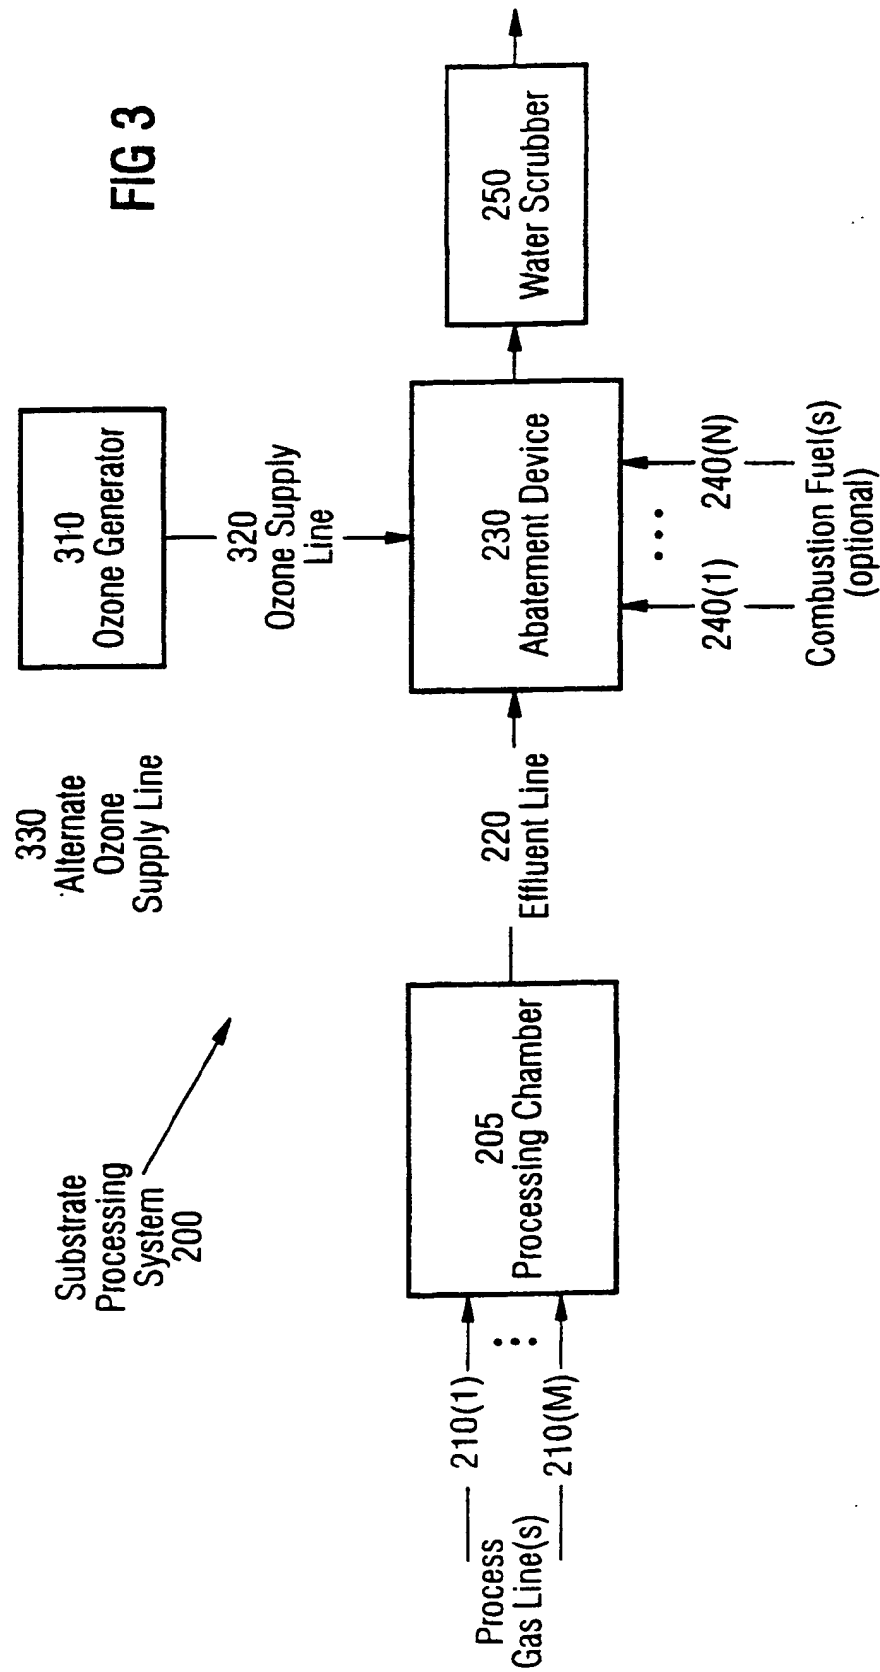 FIG 3
310
Ozone Generator
330
Alternate
Ozone
Supply Line
320
Ozone Supply
Line
Substrate
Processing
System
200
Process
Gas Line(s)
210(1)
210(M)
205
Processing Chamber
220
Effluent Line
230
Abatement Device
250
Water Scrubber
240(1)
240(N)
Combustion Fuel(s)
(optional)